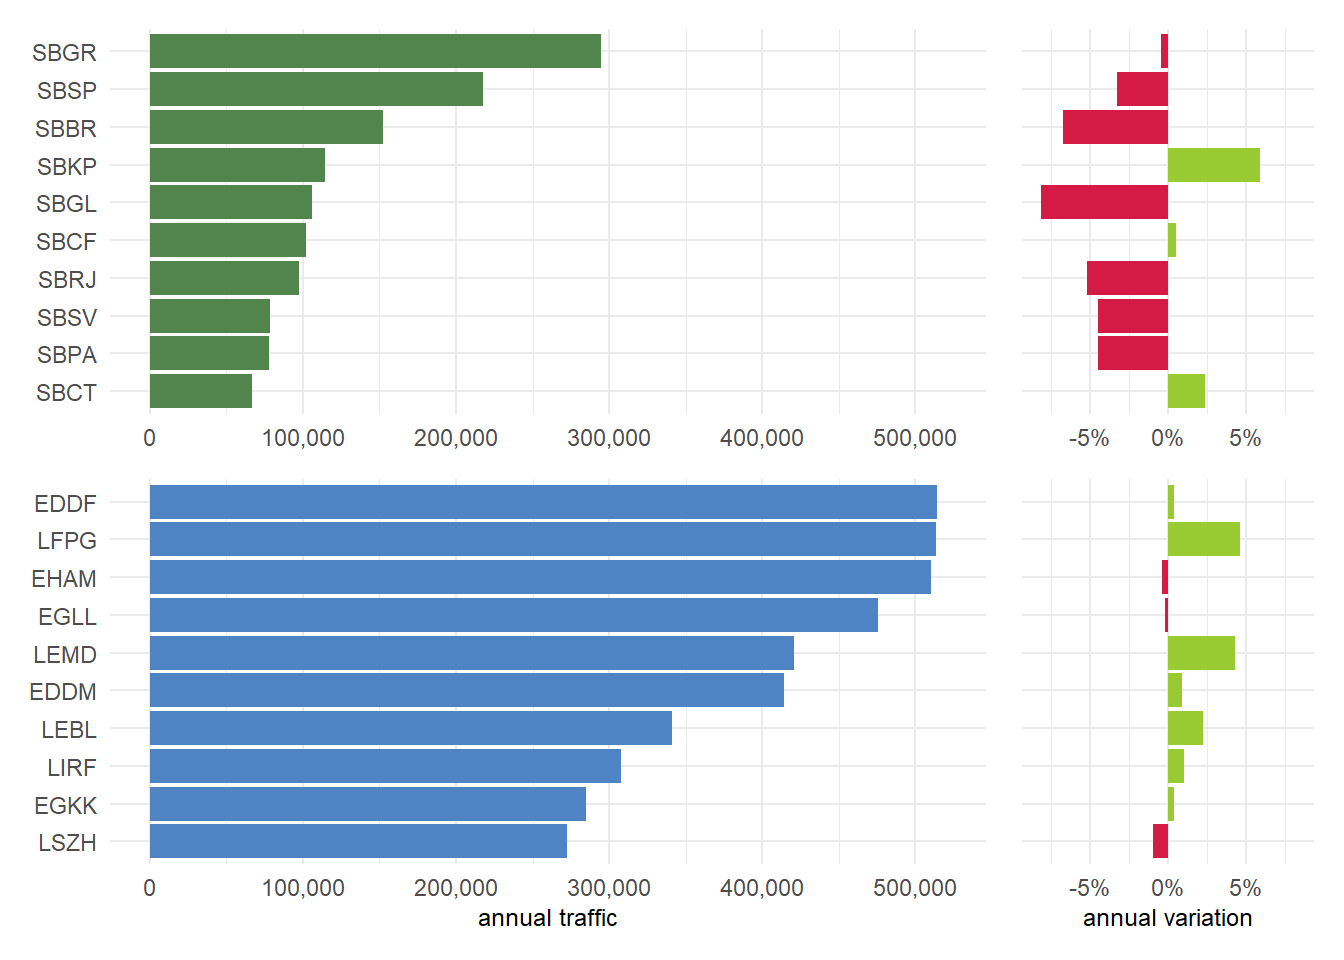 SBGR
SBSP
SBBR
SBKP
SBGL
SBCF
SBRJ
SBSV
SBPA
SBCT
0 100,000 200,000 300,000 400,000 500,000 -5% 0% 5%
EDDF
LFPG
EHAM
EGLL
LEMD
EDDM
LEBL
LIRF
EGKK
LSZH
0 100,000 200,000 300,000 400,000 500,000 -5% 0% 5%
annual traffic annual variation